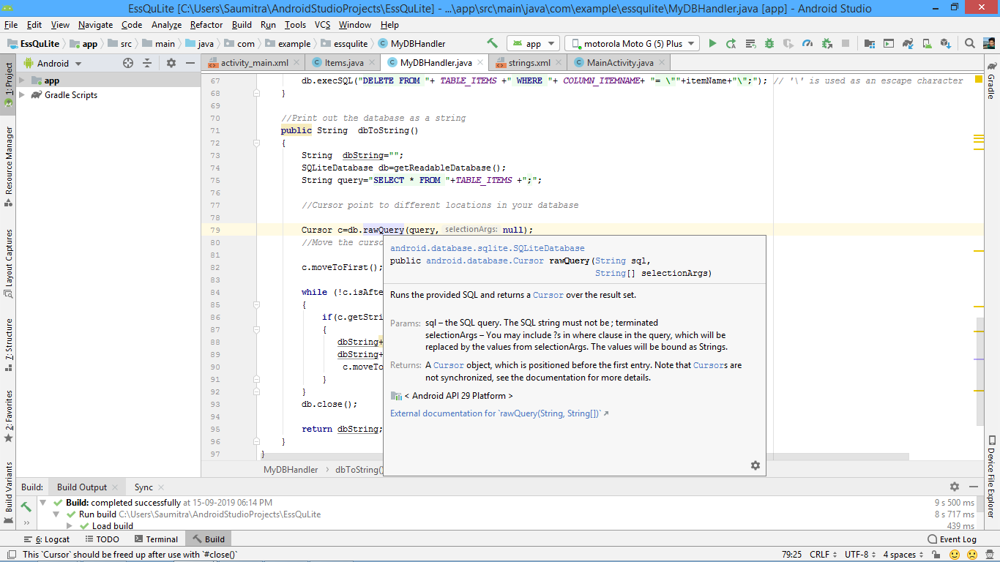 EssQuLite [C:\Users\Saumitra\AndroidStudioProjects\EssQuLite] - ...\app\src\main\java\com\example\essqulite\MyDBHandler.java [app] - Android Studio
File Edit View Navigate Code Analyze Refactor Build Run Tools VCS Window Help
EssQuLite app src main java com example essqulite MyDBHandler app motorola Moto G (5) Plus
Android
activity_main.xml Items.java MyDBHandler.java strings.xml MainActivity.java
app
Gradle Scripts
1: Project
Resource Manager
Layout Captures
7: Structure
2: Favorites
Build Variants
Gradle
Device File Explorer
67 db.execSQL("DELETE FROM "+ TABLE_ITEMS +" WHERE "+ COLUMN_ITEMNAME+ "= \""+itemName+"\";"); // '\' is used as an escape character
68 }
69
70 //Print out the database as a string
71 public String dbToString()
72 {
73 String dbString="";
74 SQLiteDatabase db=getReadableDatabase();
75 String query="SELECT * FROM "+TABLE_ITEMS +";";
76
77 //Cursor point to different locations in your database
78
79 Cursor c=db.rawQuery(query, selectionArgs: null);
80 //Move the curso
81
82 c.moveToFirst();
83
84 while (!c.isAfte
85 {
86 if(c.getStri
87 {
88 dbString+
89 dbString+
90 c.moveTo
91 }
92 }
93 db.close();
94
95 return dbString;
96 }
97 }
android.database.sqlite.SQLiteDatabase
public android.database.Cursor rawQuery(String sql,
String[] selectionArgs)
Runs the provided SQL and returns a Cursor over the result set.
Params: sql – the SQL query. The SQL string must not be ; terminated
selectionArgs – You may include ?s in where clause in the query, which will be
replaced by the values from selectionArgs. The values will be bound as Strings.
Returns: A Cursor object, which is positioned before the first entry. Note that Cursors are
not synchronized, see the documentation for more details.
< Android API 29 Platform >
External documentation for `rawQuery(String, String[])`
MyDBHandler dbToString()
Build: Build Output Sync
Build: completed successfully at 15-09-2019 06:14 PM 9 s 500 ms
Run build C:\Users\Saumitra\AndroidStudioProjects\EssQuLite 8 s 717 ms
Load build 439 ms
6: Logcat TODO Terminal Build Event Log
This `Cursor` should be freed up after use with `#close()` 79:25 CRLF UTF-8 4 spaces